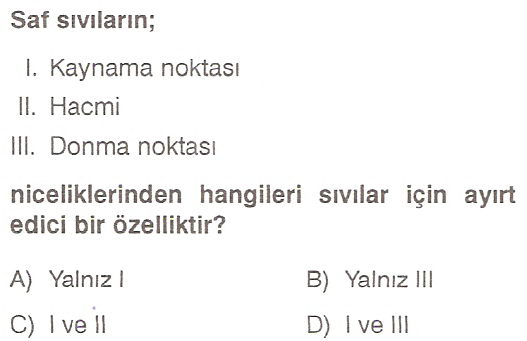 Saf sıvıların;
I. Kaynama noktası
II. Hacmi
III. Donma noktası
niceliklerinden hangileri sıvılar için ayırt
edici bir özelliktir?
A) Yalnız I B) Yalnız III
C) I ve II D) I ve III